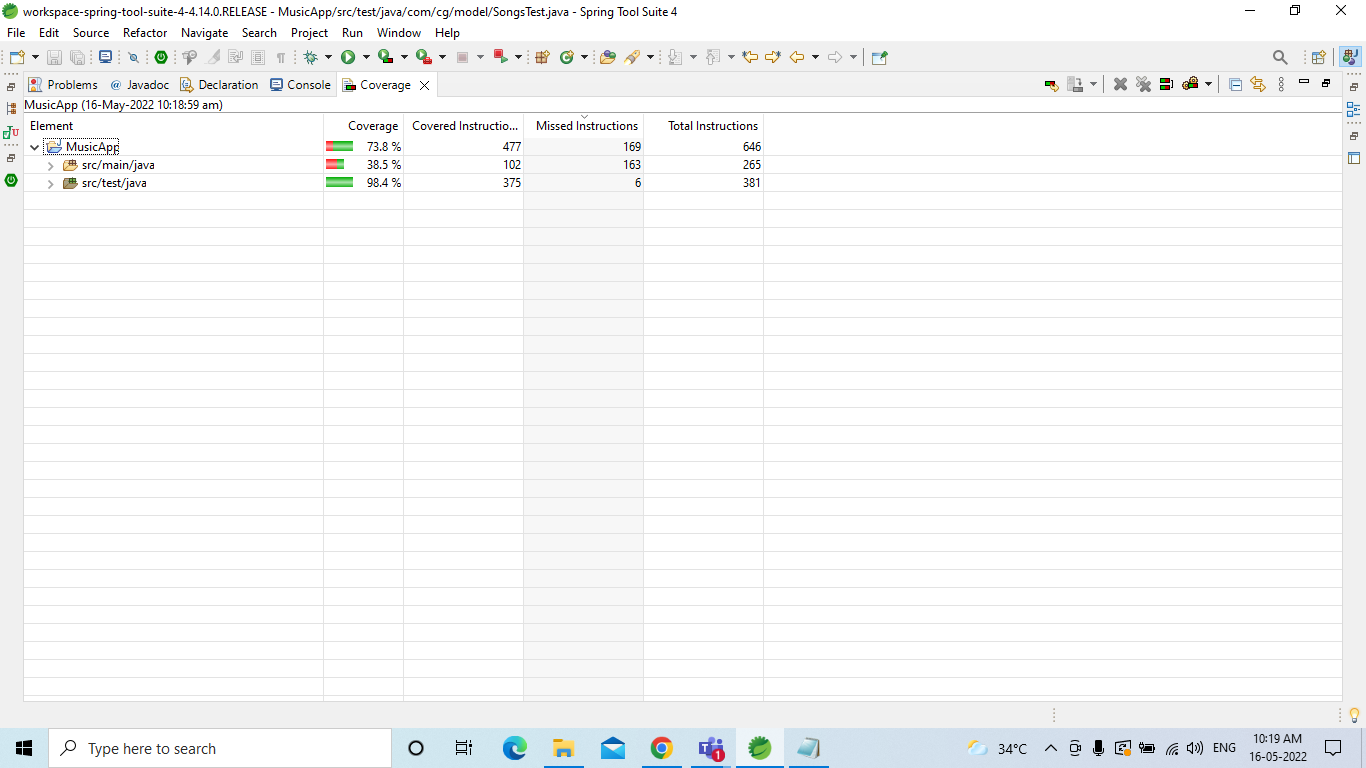 workspace-spring-tool-suite-4-4.14.0.RELEASE - MusicApp/src/test/java/com/cg/model/SongsTest.java - Spring Tool Suite 4
File Edit Source Refactor Navigate Search Project Run Window Help
Problems @ Javadoc Declaration Console Coverage
MusicApp (16-May-2022 10:18:59 am)
Element Coverage Covered Instructio... Missed Instructions Total Instructions
MusicApp 73.8 % 477 169 646
src/main/java 38.5 % 102 163 265
src/test/java 98.4 % 375 6 381
Type here to search
1
34°C
ENG
10:19 AM
16-05-2022